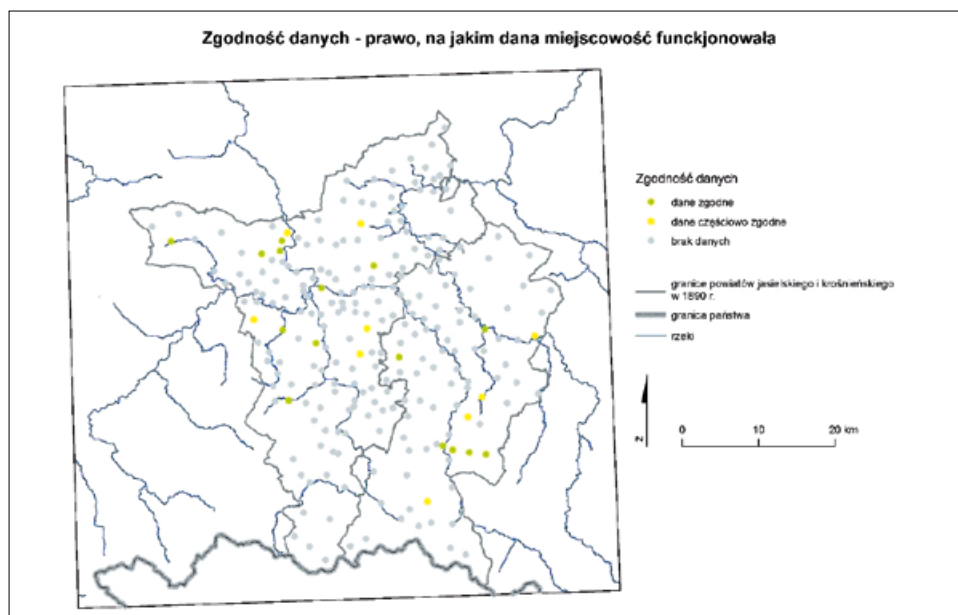 Zgodność danych - prawo, na jakim dana miejscowość funckjonowała
Zgodność danych
dane zgodne
dane częściowo zgodne
brak danych
granice powiatów jasielskiego i krośnieńskiego
w 1890 r.
granica państwa
rzeki
N
0 10 20 km